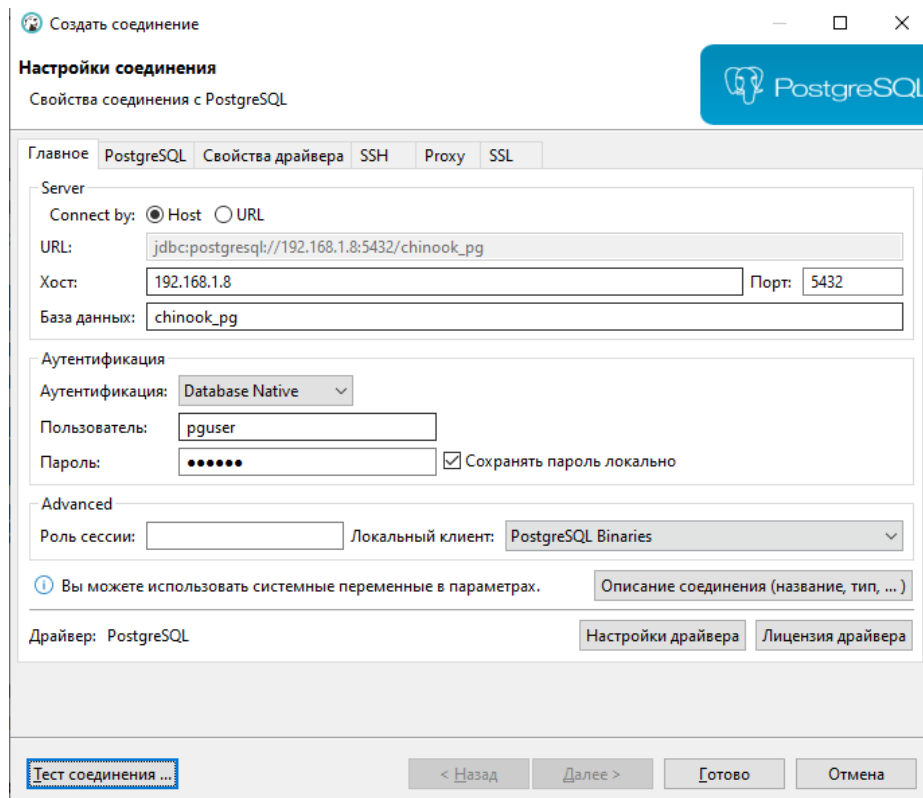 Создать соединение
Настройки соединения
Свойства соединения с PostgreSQL
PostgreSQL
Главное PostgreSQL Свойства драйвера SSH Proxy SSL
Server
Connect by: Host URL
URL: jdbc:postgresql://192.168.1.8:5432/chinook_pg
Хост: 192.168.1.8 Порт: 5432
База данных: chinook_pg
Аутентификация
Аутентификация: Database Native
Пользователь: pguser
Пароль: •••••• Сохранять пароль локально
Advanced
Роль сессии: Локальный клиент: PostgreSQL Binaries
Вы можете использовать системные переменные в параметрах. Описание соединения (название, тип, ... )
Драйвер: PostgreSQL Настройки драйвера Лицензия драйвера
Тест соединения ... < Назад Далее > Готово Отмена